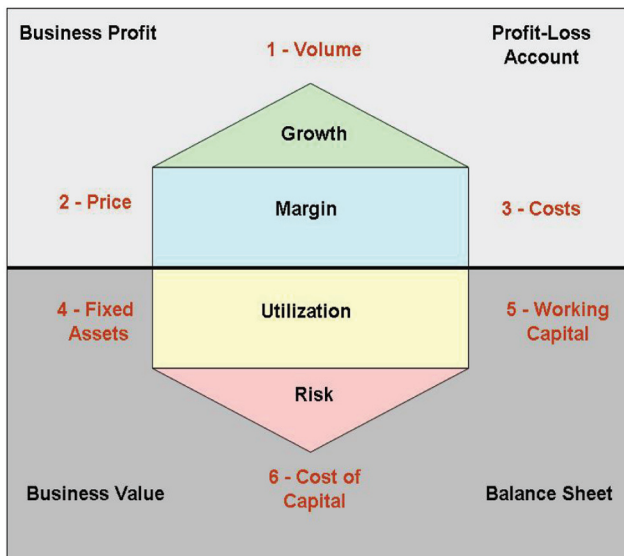 Business Profit
1 - Volume
Profit-Loss
Account
Growth
2 - Price
Margin
3 - Costs
4 - Fixed
Assets
Utilization
5 - Working
Capital
Risk
6 - Cost of
Capital
Business Value
Balance Sheet